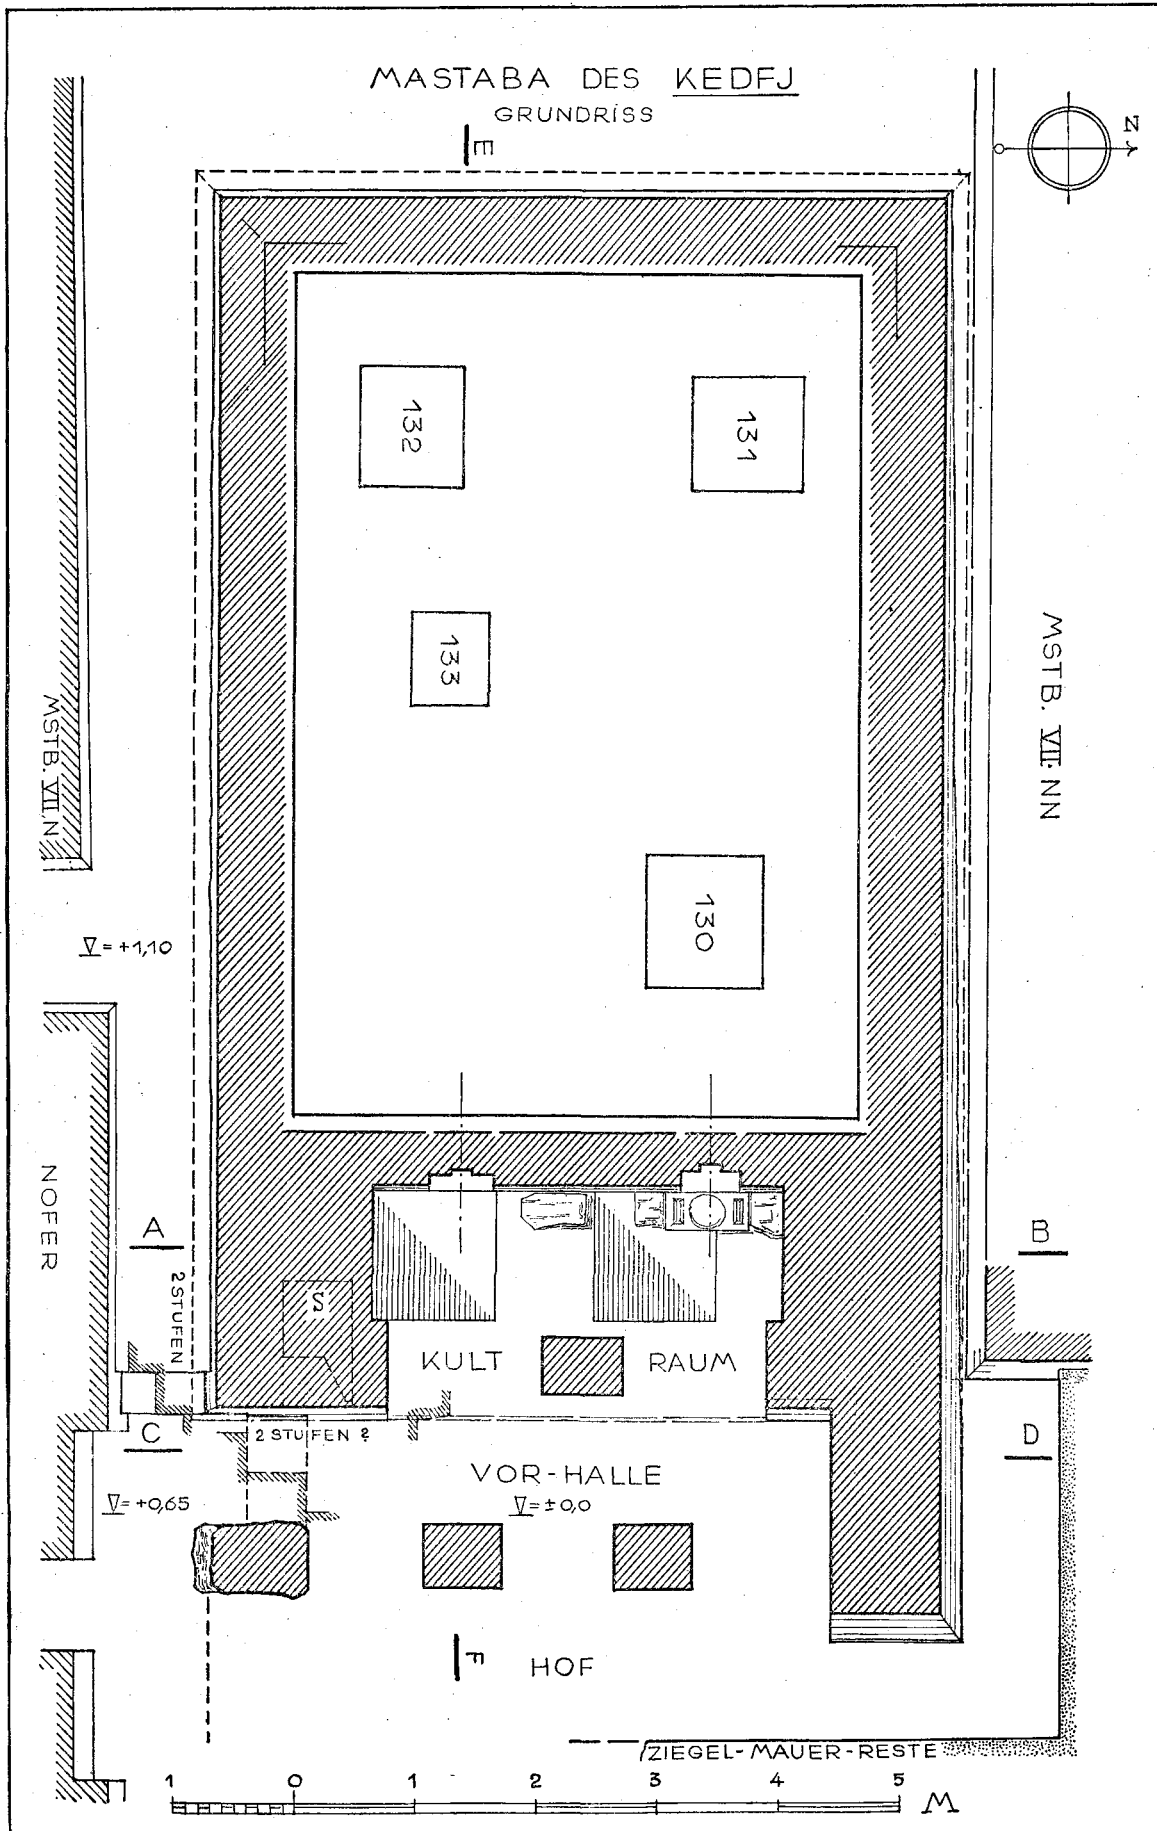 MASTABA DES KEDFJ
GRUNDRISS
E
N
132
131
133
MSTB. VII N
MSTB. VII NN
130
V = +1,10
NOFER
A
B
2 STUFEN
S
KULT RAUM
C
2 STUFEN ?
D
VOR-HALLE
V = +0,65
V = ±0,0
F
HOF
ZIEGEL-MAUER-RESTE
1 0 1 2 3 4 5 M